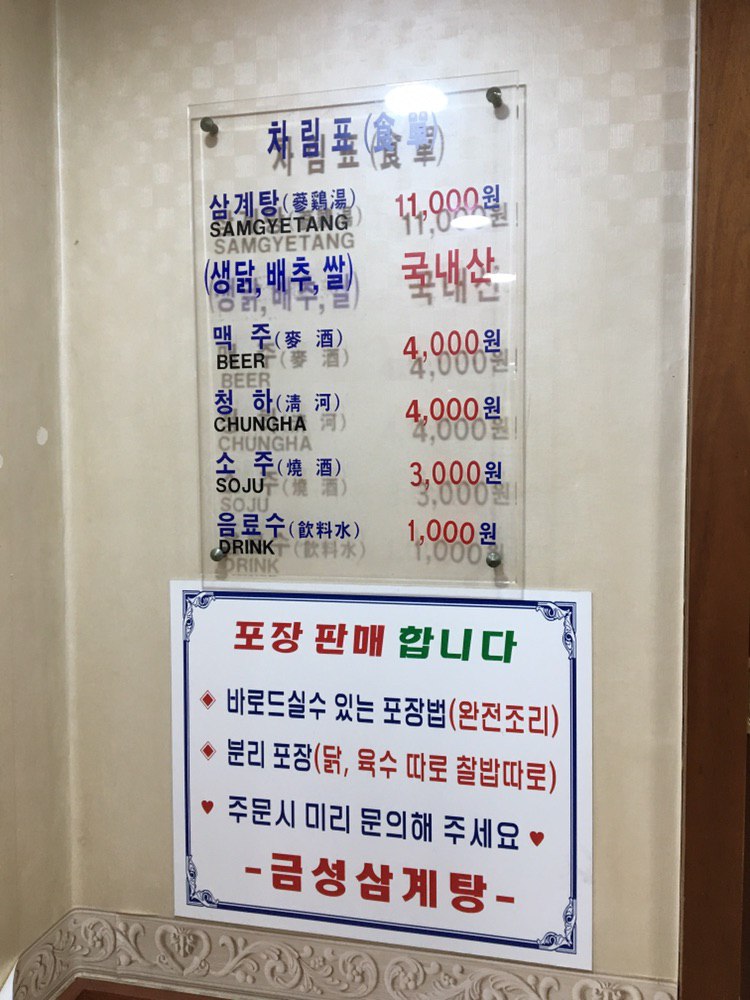 차림표(食單)
삼계탕(蔘鷄湯) 11,000원
SAMGYETANG
(생닭,배추,쌀) 국내산
맥 주(麥 酒) 4,000원
BEER
청 하(淸 河) 4,000원
CHUNGHA
소 주(燒 酒) 3,000원
SOJU
음료수(飮料水) 1,000원
DRINK
포장 판매 합니다
◈ 바로드실수 있는 포장법(완전조리)
◈ 분리 포장(닭, 육수 따로 찰밥따로)
♥ 주문시 미리 문의해 주세요 ♥
-금성삼계탕-